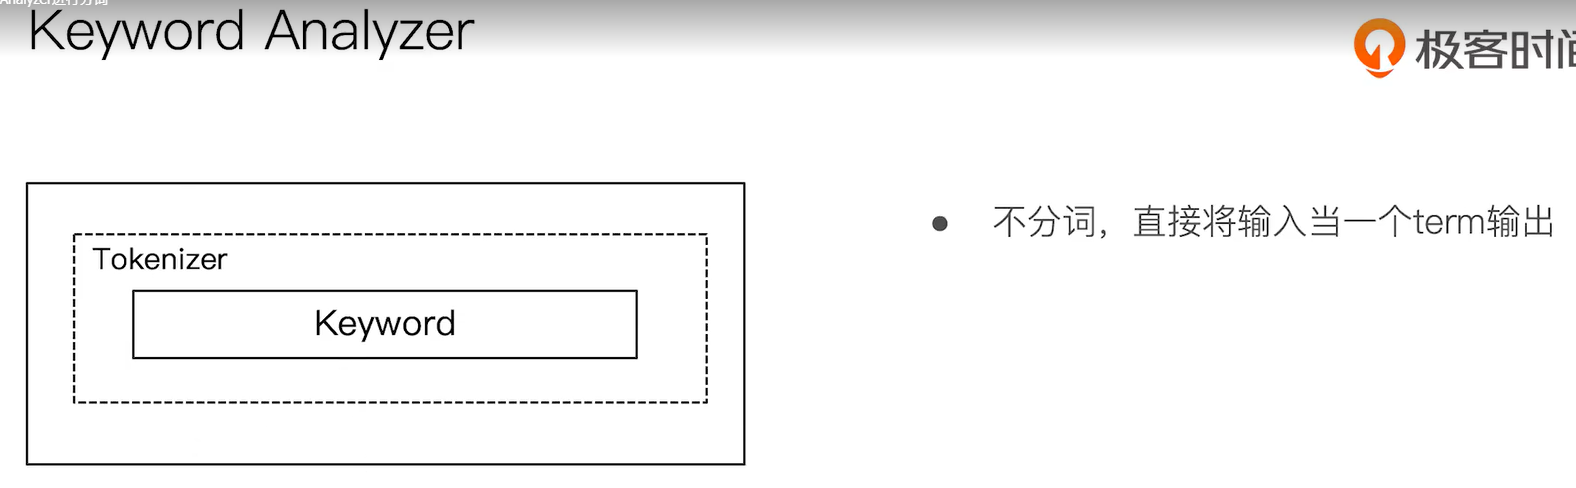 Analyzer进行分词
Keyword Analyzer
极客时间
Tokenizer
Keyword
不分词，直接将输入当一个term输出